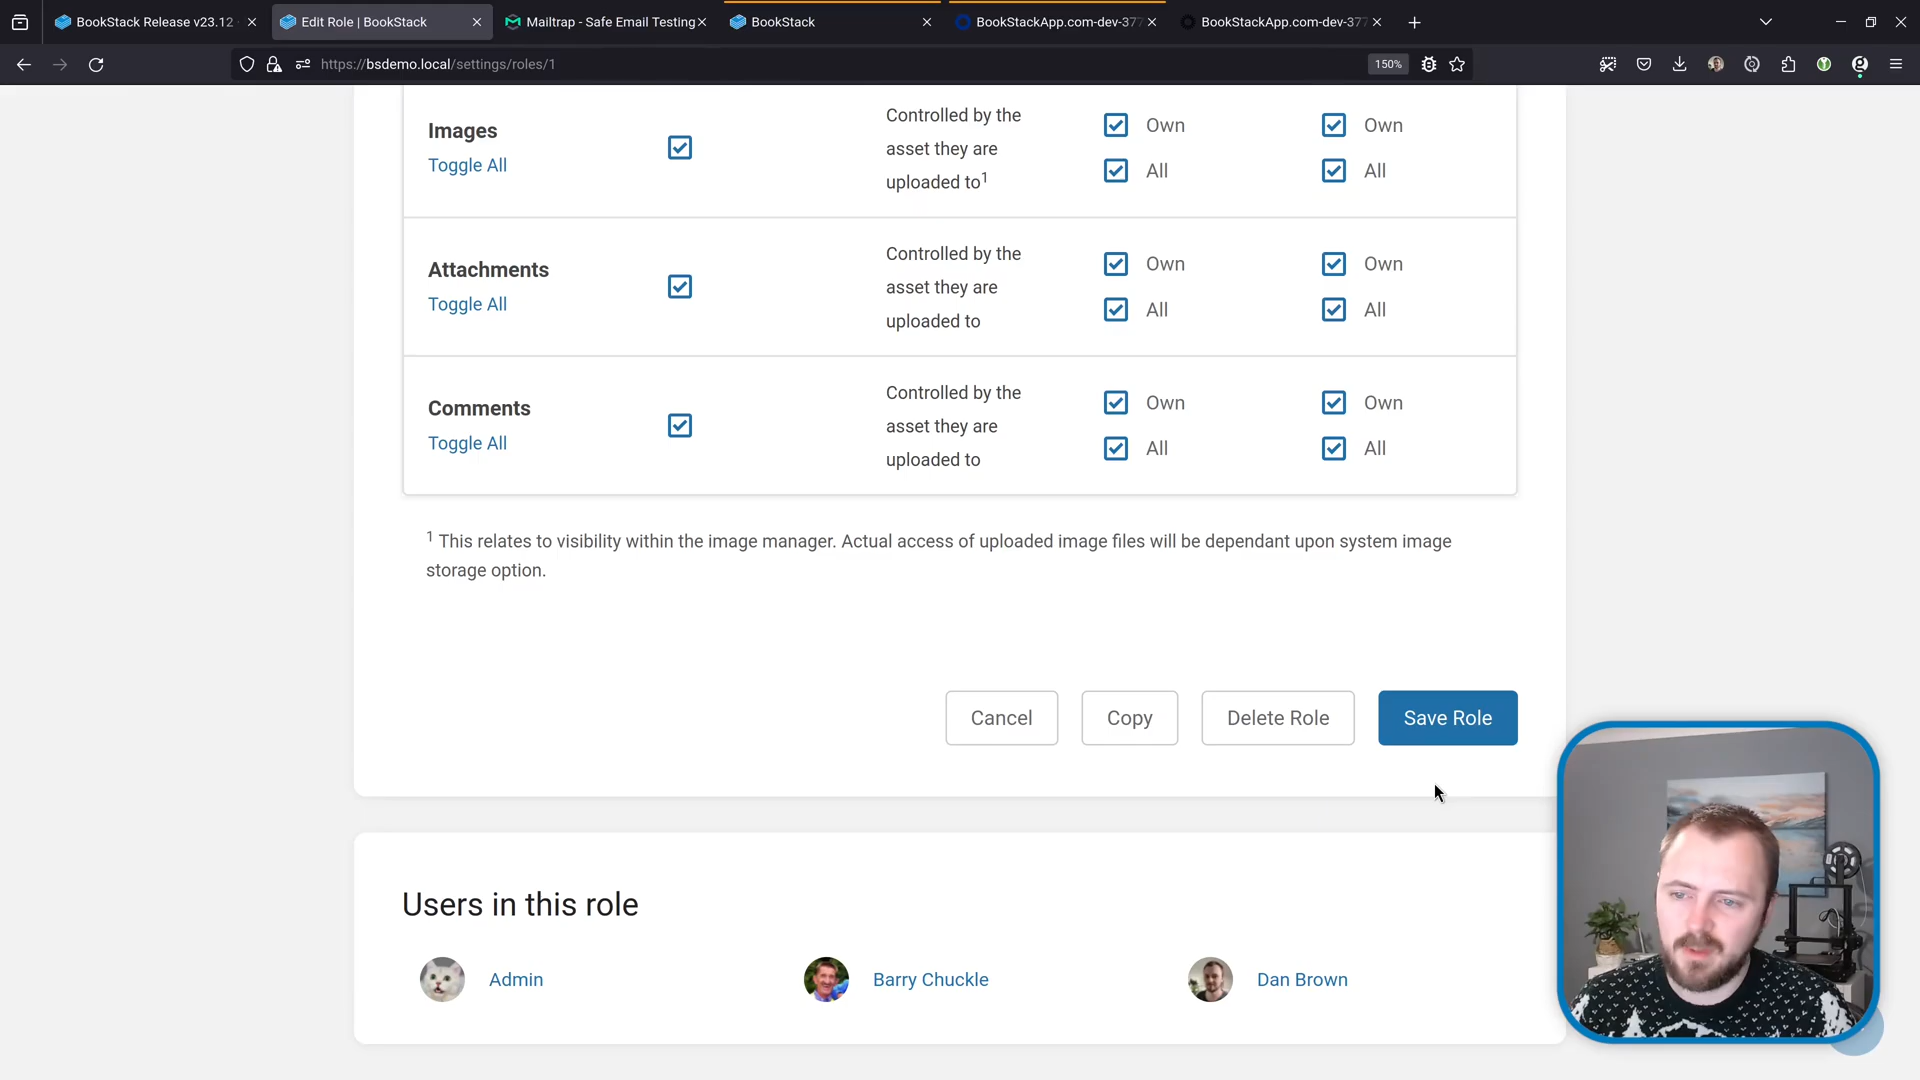 BookStack Release v23.12
Edit Role | BookStack
Mailtrap - Safe Email Testing
BookStack
BookStackApp.com-dev-377
BookStackApp.com-dev-377
https://bsdemo.local/settings/roles/1
150%
Images
Toggle All
Controlled by the
asset they are
uploaded to1
Own
All
Own
All
Attachments
Toggle All
Controlled by the
asset they are
uploaded to
Own
All
Own
All
Comments
Toggle All
Controlled by the
asset they are
uploaded to
Own
All
Own
All
1 This relates to visibility within the image manager. Actual access of uploaded image files will be dependant upon system image
storage option.
Cancel
Copy
Delete Role
Save Role
Users in this role
Admin
Barry Chuckle
Dan Brown